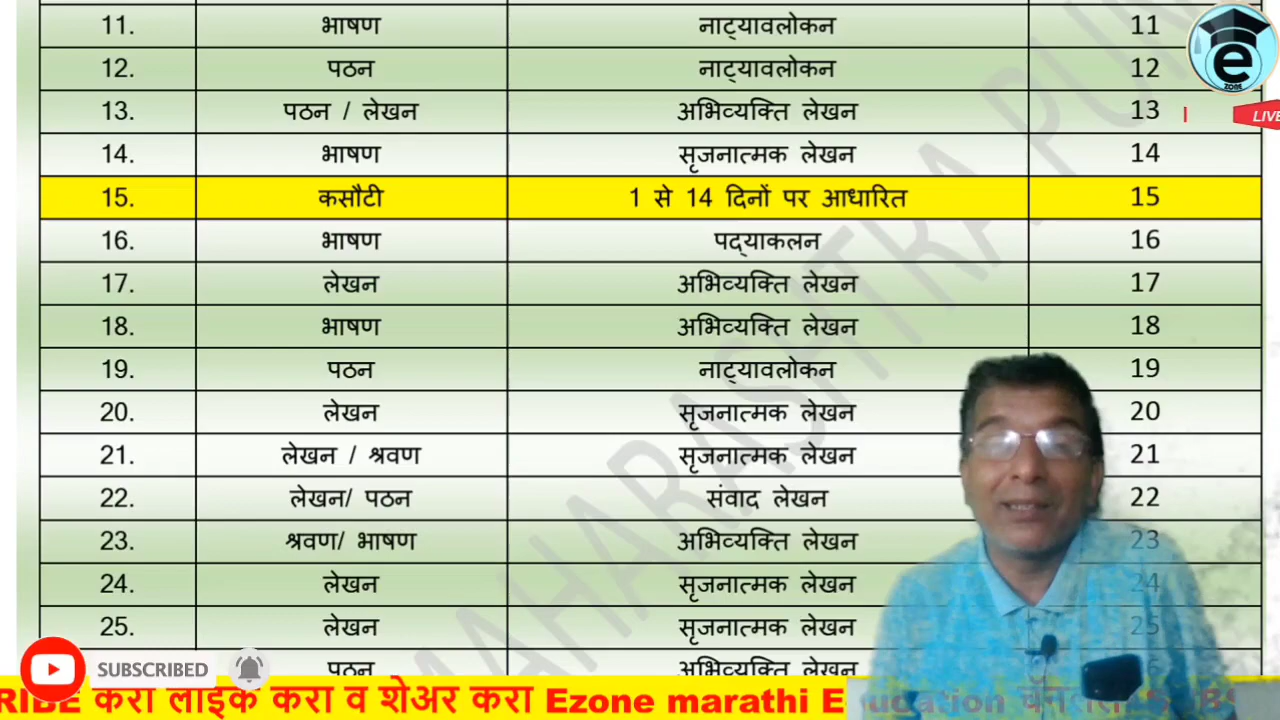 11. भाषण नाट्यावलोकन 11
12. पठन नाट्यावलोकन 12
13. पठन / लेखन अभिव्यक्ति लेखन 13
14. भाषण सृजनात्मक लेखन 14
15. कसौटी 1 से 14 दिनों पर आधारित 15
16. भाषण पद्याकलन 16
17. लेखन अभिव्यक्ति लेखन 17
18. भाषण अभिव्यक्ति लेखन 18
19. पठन नाट्यावलोकन 19
20. लेखन सृजनात्मक लेखन 20
21. लेखन / श्रवण सृजनात्मक लेखन 21
22. लेखन/ पठन संवाद लेखन 22
23. श्रवण/ भाषण अभिव्यक्ति लेखन 23
24. लेखन सृजनात्मक लेखन 24
25. लेखन सृजनात्मक लेखन 25
पठन अभिव्यक्ति लेखन
e ZONE
LIVE
MAHARASHTRA PUN
SUBSCRIBED
RIBE करा लाईक करा व शेअर करा Ezone marathi